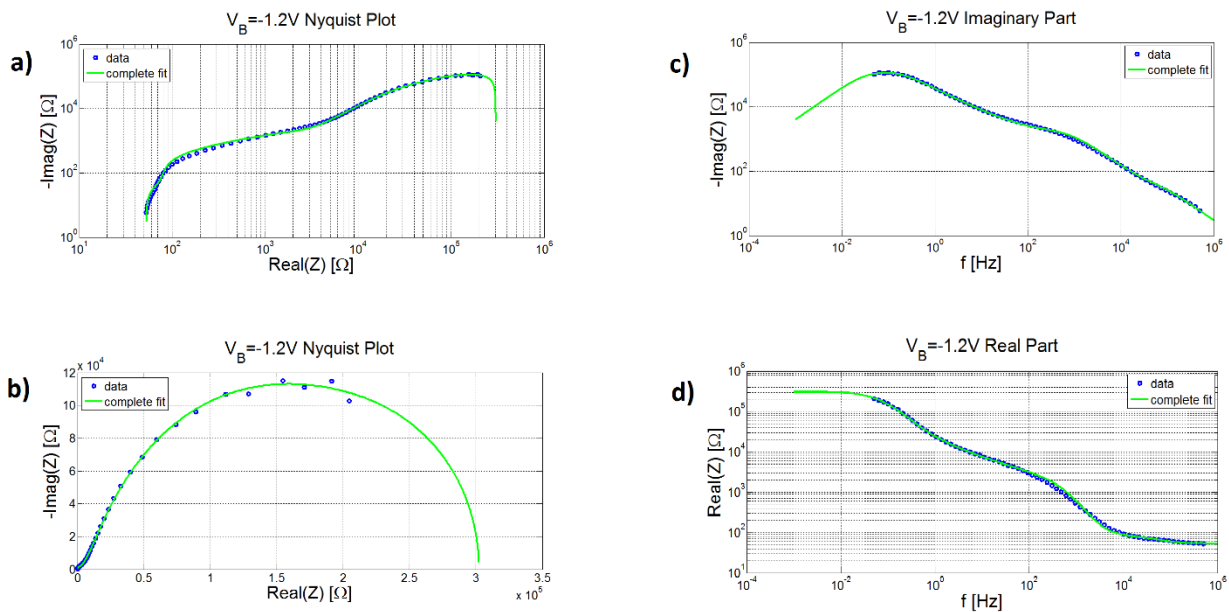 a)
V_B=-1.2V Nyquist Plot
data
complete fit
10^6
10^4
10^2
10^0
-Imag(Z) [Ω]
10^1 10^2 10^3 10^4 10^5 10^6
Real(Z) [Ω]
b)
V_B=-1.2V Nyquist Plot
x 10^4
data
complete fit
12
10
8
6
4
2
0
-Imag(Z) [Ω]
0 0.5 1 1.5 2 2.5 3 3.5
x 10^5
Real(Z) [Ω]
c)
V_B=-1.2V Imaginary Part
data
complete fit
10^6
10^4
10^2
10^0
-Imag(Z) [Ω]
10^-4 10^-2 10^0 10^2 10^4 10^6
f [Hz]
d)
V_B=-1.2V Real Part
data
complete fit
10^6
10^5
10^4
10^3
10^2
10^1
Real(Z) [Ω]
10^-4 10^-2 10^0 10^2 10^4 10^6
f [Hz]